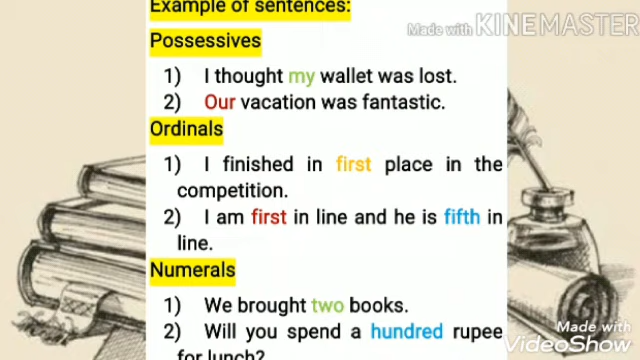 Example of sentences:
Made with KINEMASTER
Possessives
1) I thought my wallet was lost.
2) Our vacation was fantastic.
Ordinals
1) I finished in first place in the
competition.
2) I am first in line and he is fifth in
line.
Numerals
1) We brought two books.
2) Will you spend a hundred rupee
for lunch?
Made with
VideoShow